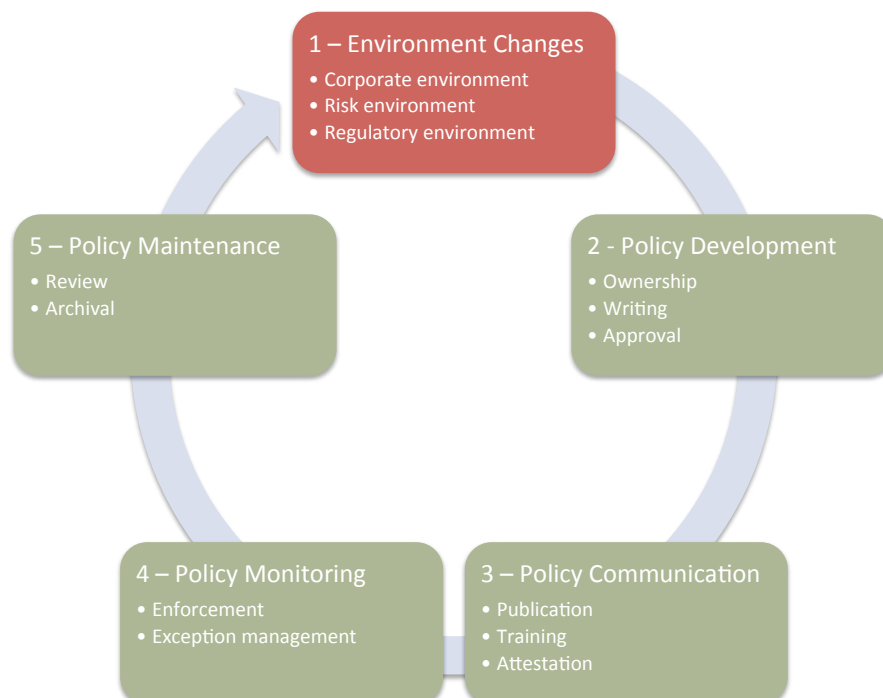 1 – Environment Changes
• Corporate environment
• Risk environment
• Regulatory environment
2 - Policy Development
• Ownership
• Writing
• Approval
3 – Policy Communication
• Publication
• Training
• Attestation
4 – Policy Monitoring
• Enforcement
• Exception management
5 – Policy Maintenance
• Review
• Archival